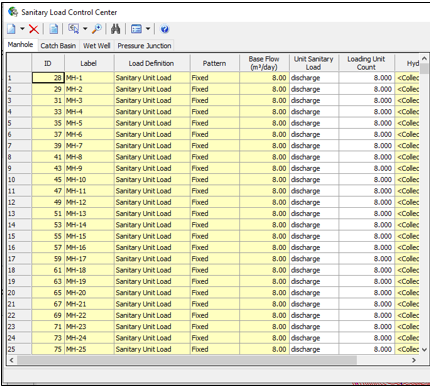 Sanitary Load Control Center
Manhole Catch Basin Wet Well Pressure Junction
ID Label Load Definition Pattern Base Flow (m³/day) Unit Sanitary Load Loading Unit Count Hyd
1 28 MH-1 Sanitary Unit Load Fixed 8.00 discharge 8.000 <Collec
2 29 MH-2 Sanitary Unit Load Fixed 8.00 discharge 8.000 <Collec
3 31 MH-3 Sanitary Unit Load Fixed 8.00 discharge 8.000 <Collec
4 33 MH-4 Sanitary Unit Load Fixed 8.00 discharge 8.000 <Collec
5 35 MH-5 Sanitary Unit Load Fixed 8.00 discharge 8.000 <Collec
6 37 MH-6 Sanitary Unit Load Fixed 8.00 discharge 8.000 <Collec
7 39 MH-7 Sanitary Unit Load Fixed 8.00 discharge 8.000 <Collec
8 41 MH-8 Sanitary Unit Load Fixed 8.00 discharge 8.000 <Collec
9 43 MH-9 Sanitary Unit Load Fixed 8.00 discharge 8.000 <Collec
10 45 MH-10 Sanitary Unit Load Fixed 8.00 discharge 8.000 <Collec
11 47 MH-11 Sanitary Unit Load Fixed 8.00 discharge 8.000 <Collec
12 49 MH-12 Sanitary Unit Load Fixed 8.00 discharge 8.000 <Collec
13 51 MH-13 Sanitary Unit Load Fixed 8.00 discharge 8.000 <Collec
14 53 MH-14 Sanitary Unit Load Fixed 8.00 discharge 8.000 <Collec
15 55 MH-15 Sanitary Unit Load Fixed 8.00 discharge 8.000 <Collec
16 57 MH-16 Sanitary Unit Load Fixed 8.00 discharge 8.000 <Collec
17 59 MH-17 Sanitary Unit Load Fixed 8.00 discharge 8.000 <Collec
18 61 MH-18 Sanitary Unit Load Fixed 8.00 discharge 8.000 <Collec
19 63 MH-19 Sanitary Unit Load Fixed 8.00 discharge 8.000 <Collec
20 65 MH-20 Sanitary Unit Load Fixed 8.00 discharge 8.000 <Collec
21 67 MH-21 Sanitary Unit Load Fixed 8.00 discharge 8.000 <Collec
22 69 MH-22 Sanitary Unit Load Fixed 8.00 discharge 8.000 <Collec
23 71 MH-23 Sanitary Unit Load Fixed 8.00 discharge 8.000 <Collec
24 73 MH-24 Sanitary Unit Load Fixed 8.00 discharge 8.000 <Collec
25 75 MH-25 Sanitary Unit Load Fixed 8.00 discharge 8.000 <Collec